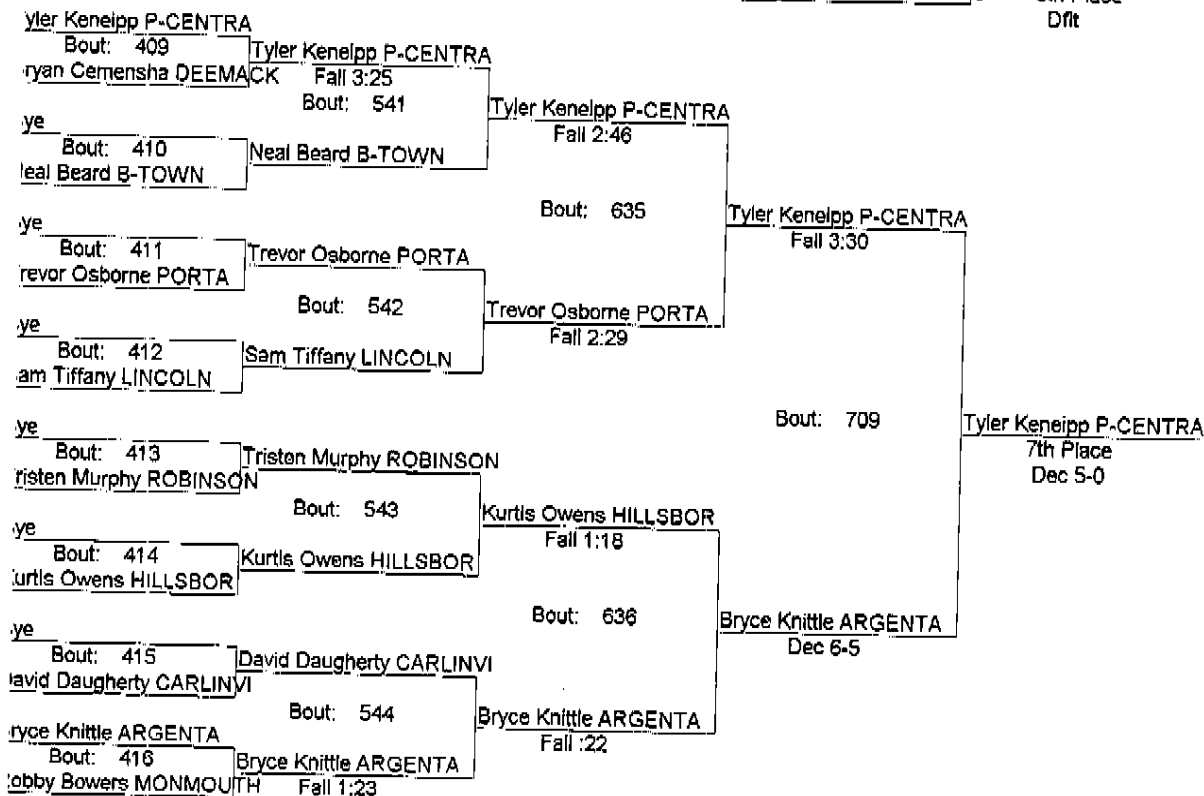 Dflt
yler Keneipp P-CENTRA
Bout: 409
ryan Cemensha DEEMACK
Tyler Keneipp P-CENTRA
Fall 3:25
Bout: 541
Tyler Keneipp P-CENTRA
Fall 2:46
ye
Bout: 410
eal Beard B-TOWN
Neal Beard B-TOWN
Bout: 635
Tyler Keneipp P-CENTRA
Fall 3:30
ye
Bout: 411
revor Osborne PORTA
Trevor Osborne PORTA
Bout: 542
Trevor Osborne PORTA
Fall 2:29
ye
Bout: 412
am Tiffany LINCOLN
Sam Tiffany LINCOLN
Bout: 709
Tyler Keneipp P-CENTRA
7th Place
Dec 5-0
ye
Bout: 413
risten Murphy ROBINSON
Tristen Murphy ROBINSON
Bout: 543
Kurtis Owens HILLSBOR
Fall 1:18
ye
Bout: 414
urtis Owens HILLSBOR
Kurtis Owens HILLSBOR
Bout: 636
Bryce Knittle ARGENTA
Dec 6-5
ye
Bout: 415
avid Daugherty CARLINVI
David Daugherty CARLINVI
Bout: 544
Bryce Knittle ARGENTA
Fall :22
ryce Knittle ARGENTA
Bout: 416
obby Bowers MONMOUTH
Bryce Knittle ARGENTA
Fall 1:23